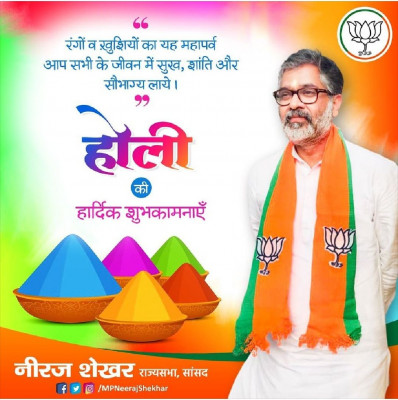 “
रंगों व ख़ुशियों का यह महापर्व
आप सभी के जीवन में सुख, शांति और
सौभाग्य लाये।
”
होली
की
हार्दिक शुभकामनाएँ
नीरज शेखर राज्यसभा, सांसद
/MPNeerajShekhar